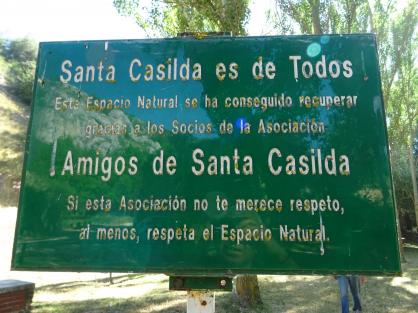 Santa Casilda es de Todos
Este Espacio Natural se ha conseguido recuperar
gracias a los Socios de la Asociación
Amigos de Santa Casilda
Si esta Asociación no te merece respeto,
al menos, respeta el Espacio Natural.